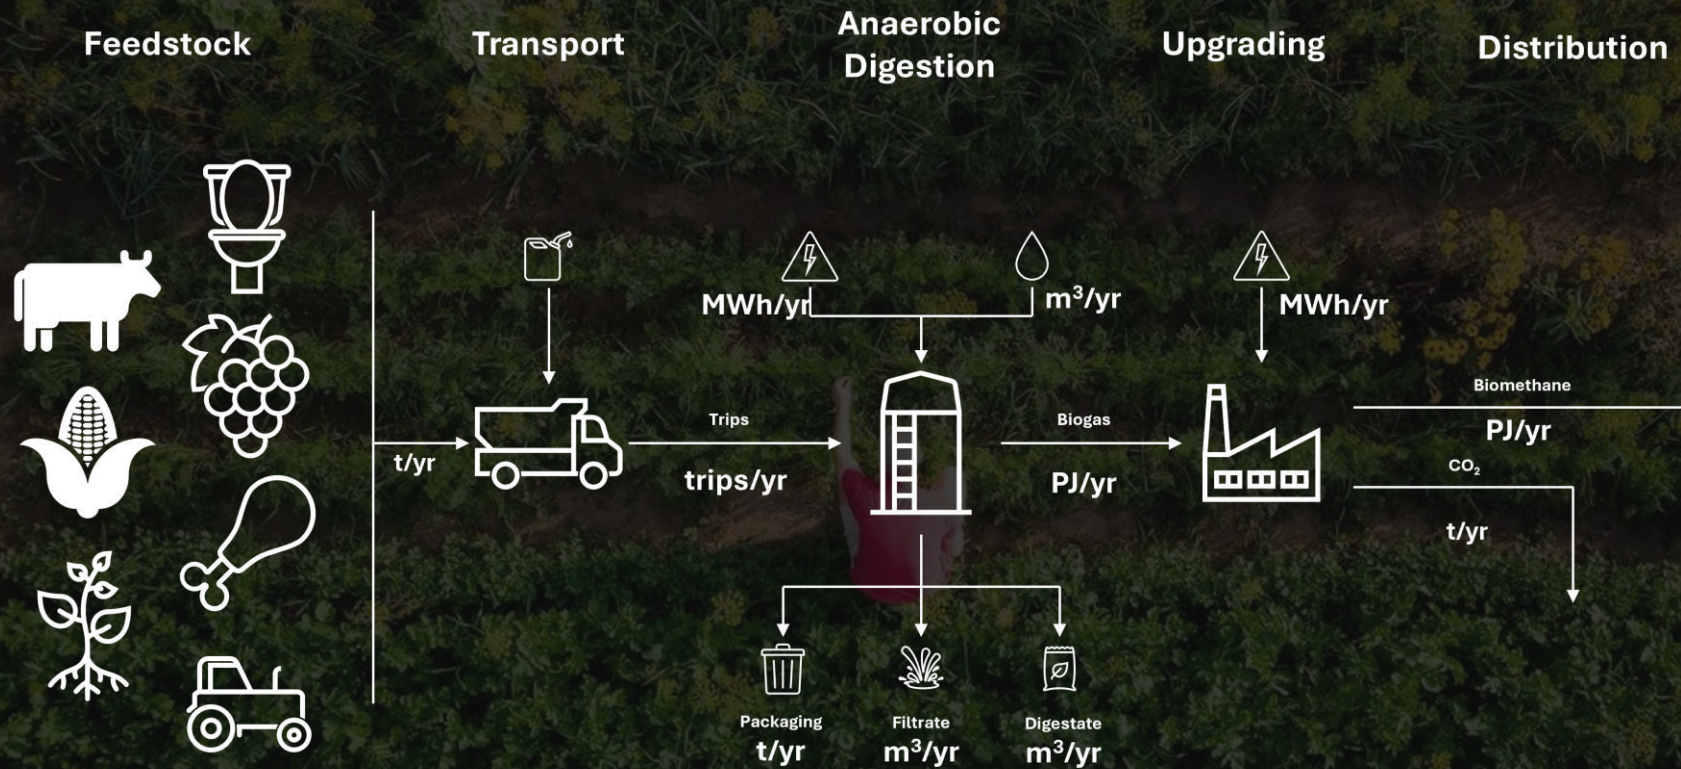 Feedstock
Transport
Anaerobic
Digestion
Upgrading
Distribution
MWh/yr
m³/yr
MWh/yr
t/yr
Trips
trips/yr
Biogas
PJ/yr
Biomethane
PJ/yr
CO₂
t/yr
Packaging
t/yr
Filtrate
m³/yr
Digestate
m³/yr